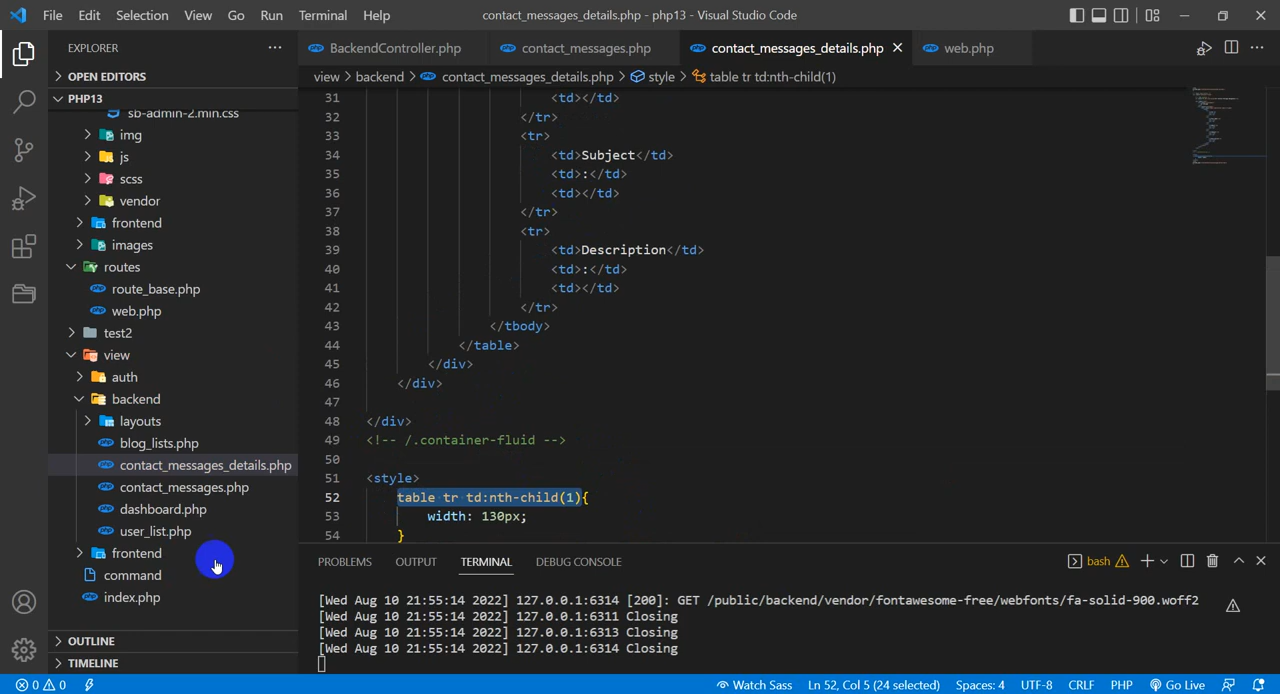 File Edit Selection View Go Run Terminal Help contact_messages_details.php - php13 - Visual Studio Code
EXPLORER
OPEN EDITORS
PHP13
sb-admin-2.min.css
img
js
scss
vendor
frontend
images
routes
route_base.php
web.php
test2
view
auth
backend
layouts
blog_lists.php
contact_messages_details.php
contact_messages.php
dashboard.php
user_list.php
frontend
command
index.php
OUTLINE
TIMELINE
BackendController.php contact_messages.php contact_messages_details.php web.php
view > backend > contact_messages_details.php > style > table tr td:nth-child(1)
31 <td></td>
32 </tr>
33 <tr>
34 <td>Subject</td>
35 <td>:</td>
36 <td></td>
37 </tr>
38 <tr>
39 <td>Description</td>
40 <td>:</td>
41 <td></td>
42 </tr>
43 </tbody>
44 </table>
45 </div>
46 </div>
47
48 </div>
49 <!-- /.container-fluid -->
50
51 <style>
52 table tr td:nth-child(1){
53 width: 130px;
54 }
PROBLEMS OUTPUT TERMINAL DEBUG CONSOLE bash
[Wed Aug 10 21:55:14 2022] 127.0.0.1:6314 [200]: GET /public/backend/vendor/fontawesome-free/webfonts/fa-solid-900.woff2
[Wed Aug 10 21:55:14 2022] 127.0.0.1:6311 Closing
[Wed Aug 10 21:55:14 2022] 127.0.0.1:6313 Closing
[Wed Aug 10 21:55:14 2022] 127.0.0.1:6314 Closing
0 0 Watch Sass Ln 52, Col 5 (24 selected) Spaces: 4 UTF-8 CRLF PHP Go Live